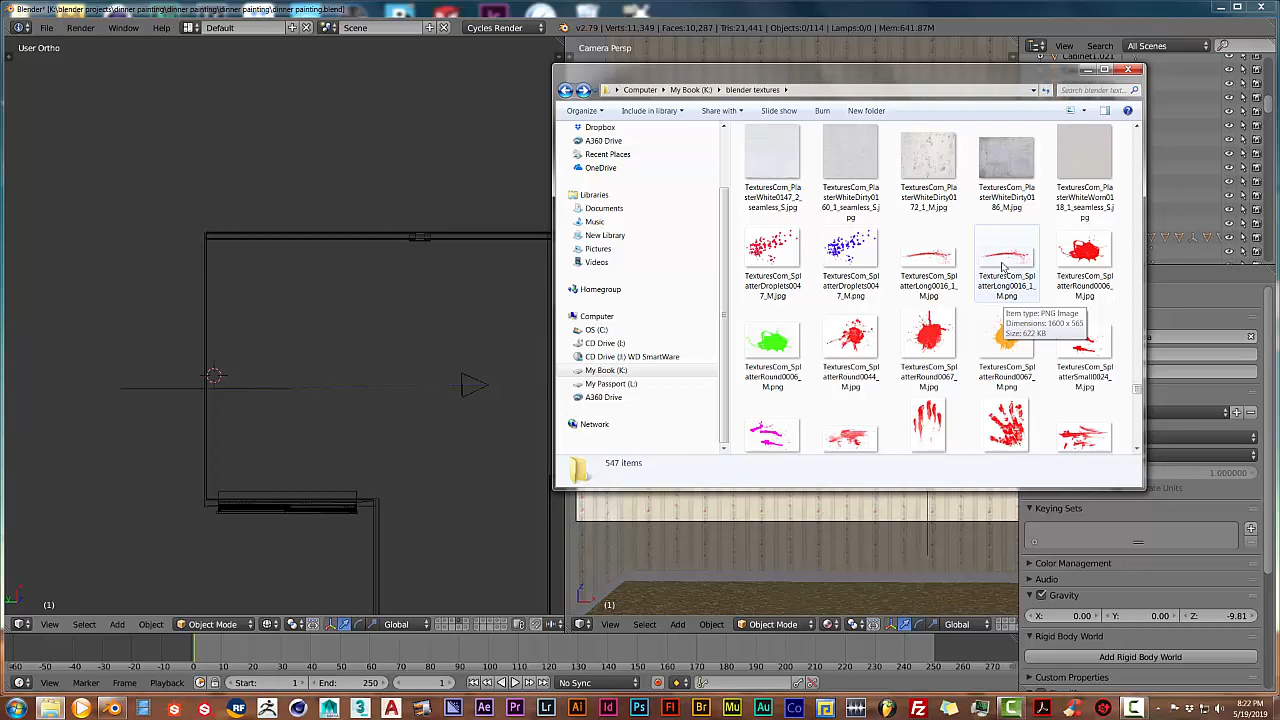 Blender* [K:\blender projects\dinner painting\dinner painting\dinner painting.blend]
File Render Window Help Default Scene Cycles Render v2.79 | Verts:11,349 | Faces:10,287 | Tris:21,441 | Objects:0/114 | Lamps:0/0 | Mem:641.87M
User Ortho
Camera Persp
View Search All Scenes
Cabinet1.021
Computer My Book (K:) blender textures Search blender text...
Organize Include in library Share with Slide show Burn New folder
Dropbox
A360 Drive
Recent Places
OneDrive
Libraries
Documents
Music
New Library
Pictures
Videos
Homegroup
Computer
OS (C:)
CD Drive (I:)
CD Drive (J:) WD SmartWare
My Book (K:)
My Passport (L:)
A360 Drive
Network
TexturesCom_Pla
sterWhite0147_2_
seamless_S.jpg
TexturesCom_Pla
sterWhiteDirty01
60_1_seamless_S.j
pg
TexturesCom_Pla
sterWhiteDirty0
172_1_M.jpg
TexturesCom_Pla
sterWhiteDirty01
86_M.jpg
TexturesCom_Pla
sterWhiteWorn01
18_1_seamless_S.j
pg
TexturesCom_Spl
atterDroplets004
7_M.jpg
TexturesCom_Spl
atterDroplets004
7_M.png
TexturesCom_Spl
atterLong0016_1_
M.jpg
TexturesCom_Spl
atterLong0016_1_
M.png
TexturesCom_Spl
atterRound0006_
M.jpg
Item type: PNG Image
Dimensions: 1600 x 565
Size: 622 KB
TexturesCom_Spl
atterRound0006_
M.png
TexturesCom_Spl
atterRound0044_
M.jpg
TexturesCom_Spl
atterRound0067_
M.jpg
TexturesCom_Spl
atterRound0067_
M.png
TexturesCom_Spl
atterSmall0024_
M.jpg
547 items
1.000000
Keying Sets
Color Management
Audio
Gravity
X: 0.00 Y: 0.00 Z: -9.81
Rigid Body World
Add Rigid Body World
Custom Properties
(1)
(1)
View Select Add Object Object Mode Global
View Select Add Object Object Mode Global
-60 -50 -40 -30 -20 -10 0 10 20 30 40 50 60 70 80 90 100 110 120 130 140 150 160 170 180 190 200 210 220 230 240 250 260 270
View Marker Frame Playback Start: 1 End: 250 1 No Sync
8:22 PM
5/19/2019